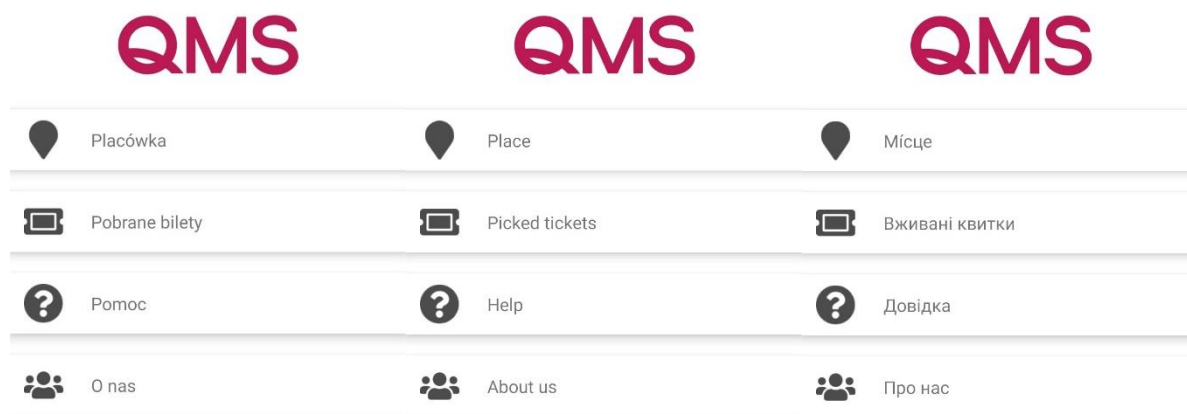 QMS
Placówka
Pobrane bilety
Pomoc
O nas
QMS
Place
Picked tickets
Help
About us
QMS
Місце
Вживані квитки
Довідка
Про нас